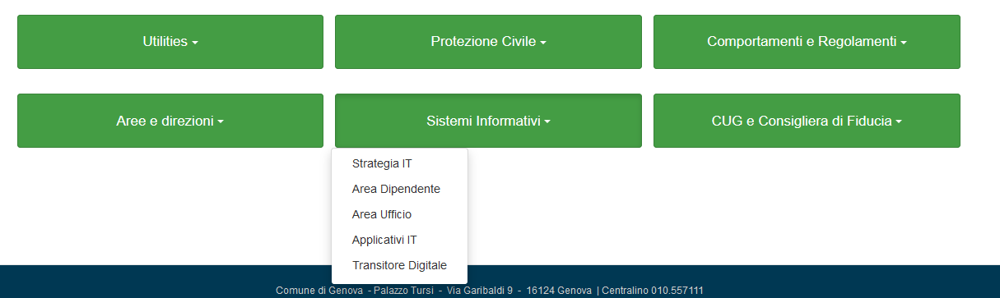 Utilities
Protezione Civile
Comportamenti e Regolamenti
Aree e direzioni
Sistemi Informativi
CUG e Consigliera di Fiducia
Strategia IT
Area Dipendente
Area Ufficio
Applicativi IT
Transitore Digitale
Comune di Genova - Palazzo Tursi - Via Garibaldi 9 - 16124 Genova | Centralino 010.557111